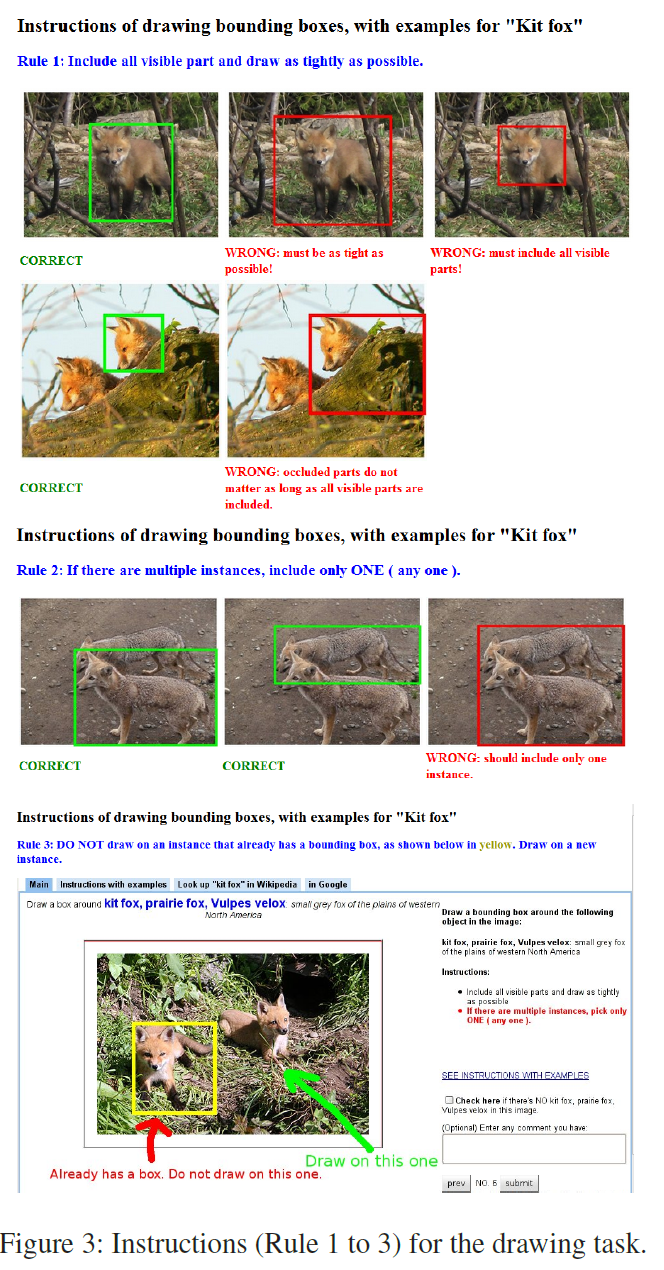 Instructions of drawing bounding boxes, with examples for "Kit fox"
Rule 1: Include all visible part and draw as tightly as possible.
CORRECT
WRONG: must be as tight as
possible!
WRONG: must include all visible
parts!
CORRECT
WRONG: occluded parts do not
matter as long as all visible parts are
included.
Instructions of drawing bounding boxes, with examples for "Kit fox"
Rule 2: If there are multiple instances, include only ONE ( any one ).
CORRECT
CORRECT
WRONG: should include only one
instance.
Instructions of drawing bounding boxes, with examples for "Kit fox"
Rule 3: DO NOT draw on an instance that already has a bounding box, as shown below in yellow. Draw on a new
instance.
Main Instructions with examples Look up "kit fox" in Wikipedia in Google
Draw a box around kit fox, prairie fox, Vulpes velox: small grey fox of the plains of western
North America
Already has a box. Do not draw on this one.
Draw on this one
Draw a bounding box around the following
object in the image:
kit fox, prairie fox, Vulpes velox: small grey fox
of the plains of western North America
Instructions:
• Include all visible parts and draw as tightly
as possible
• If there are multiple instances, pick only
ONE ( any one ).
SEE INSTRUCTIONS WITH EXAMPLES
Check here if there's NO kit fox, prairie fox,
Vulpes velox in this image.
(Optional) Enter any comment you have:
prev NO. 6 submit
Figure 3: Instructions (Rule 1 to 3) for the drawing task.